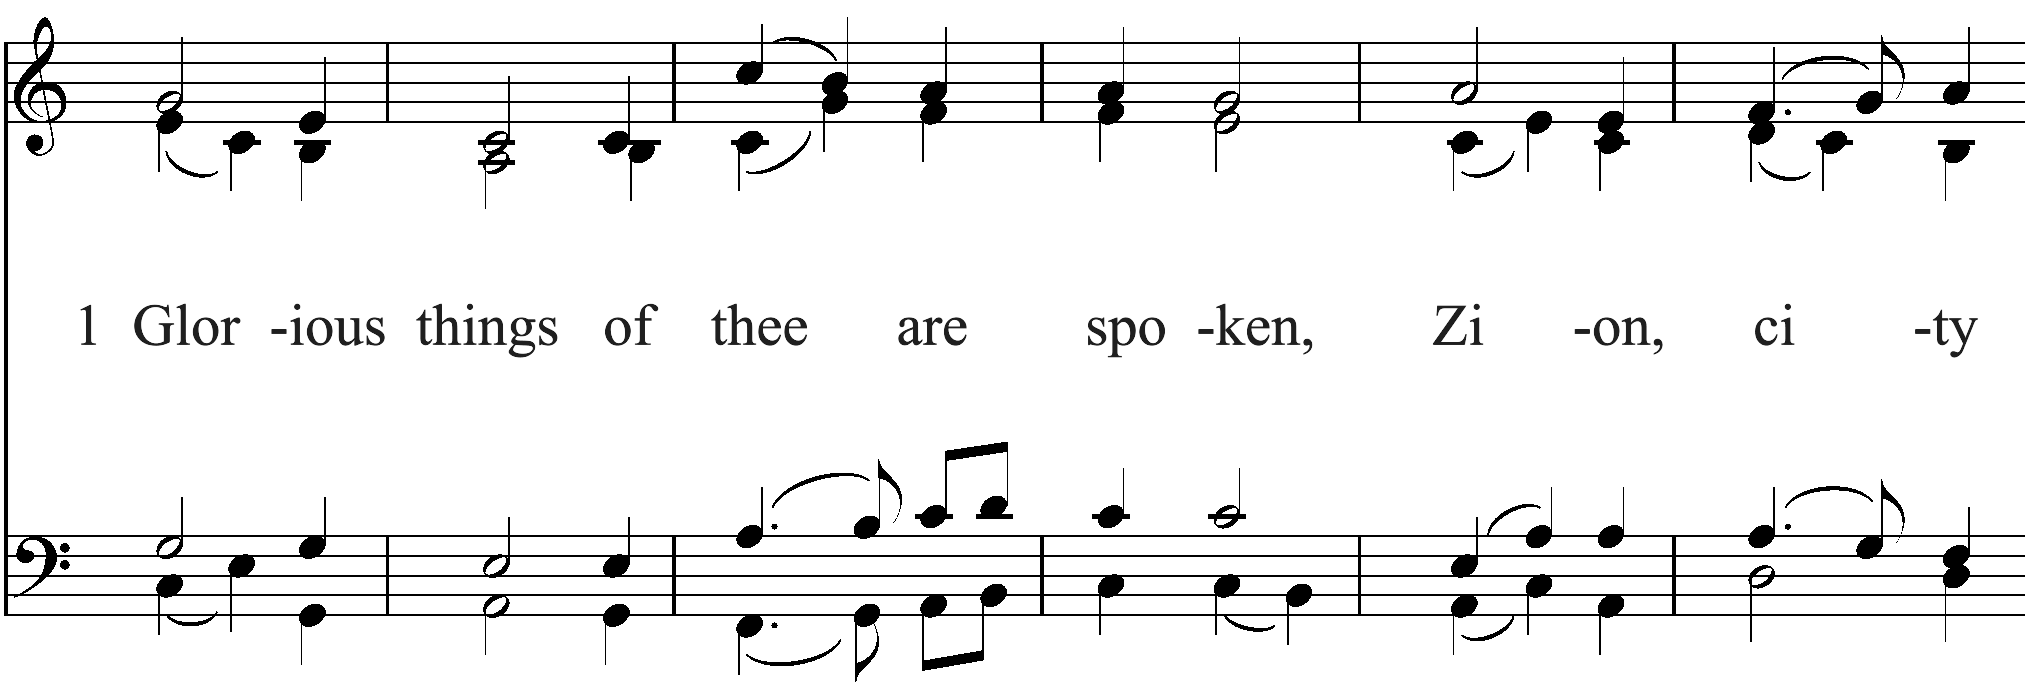 1 Glor -ious things of thee are spo -ken, Zi -on, ci -ty